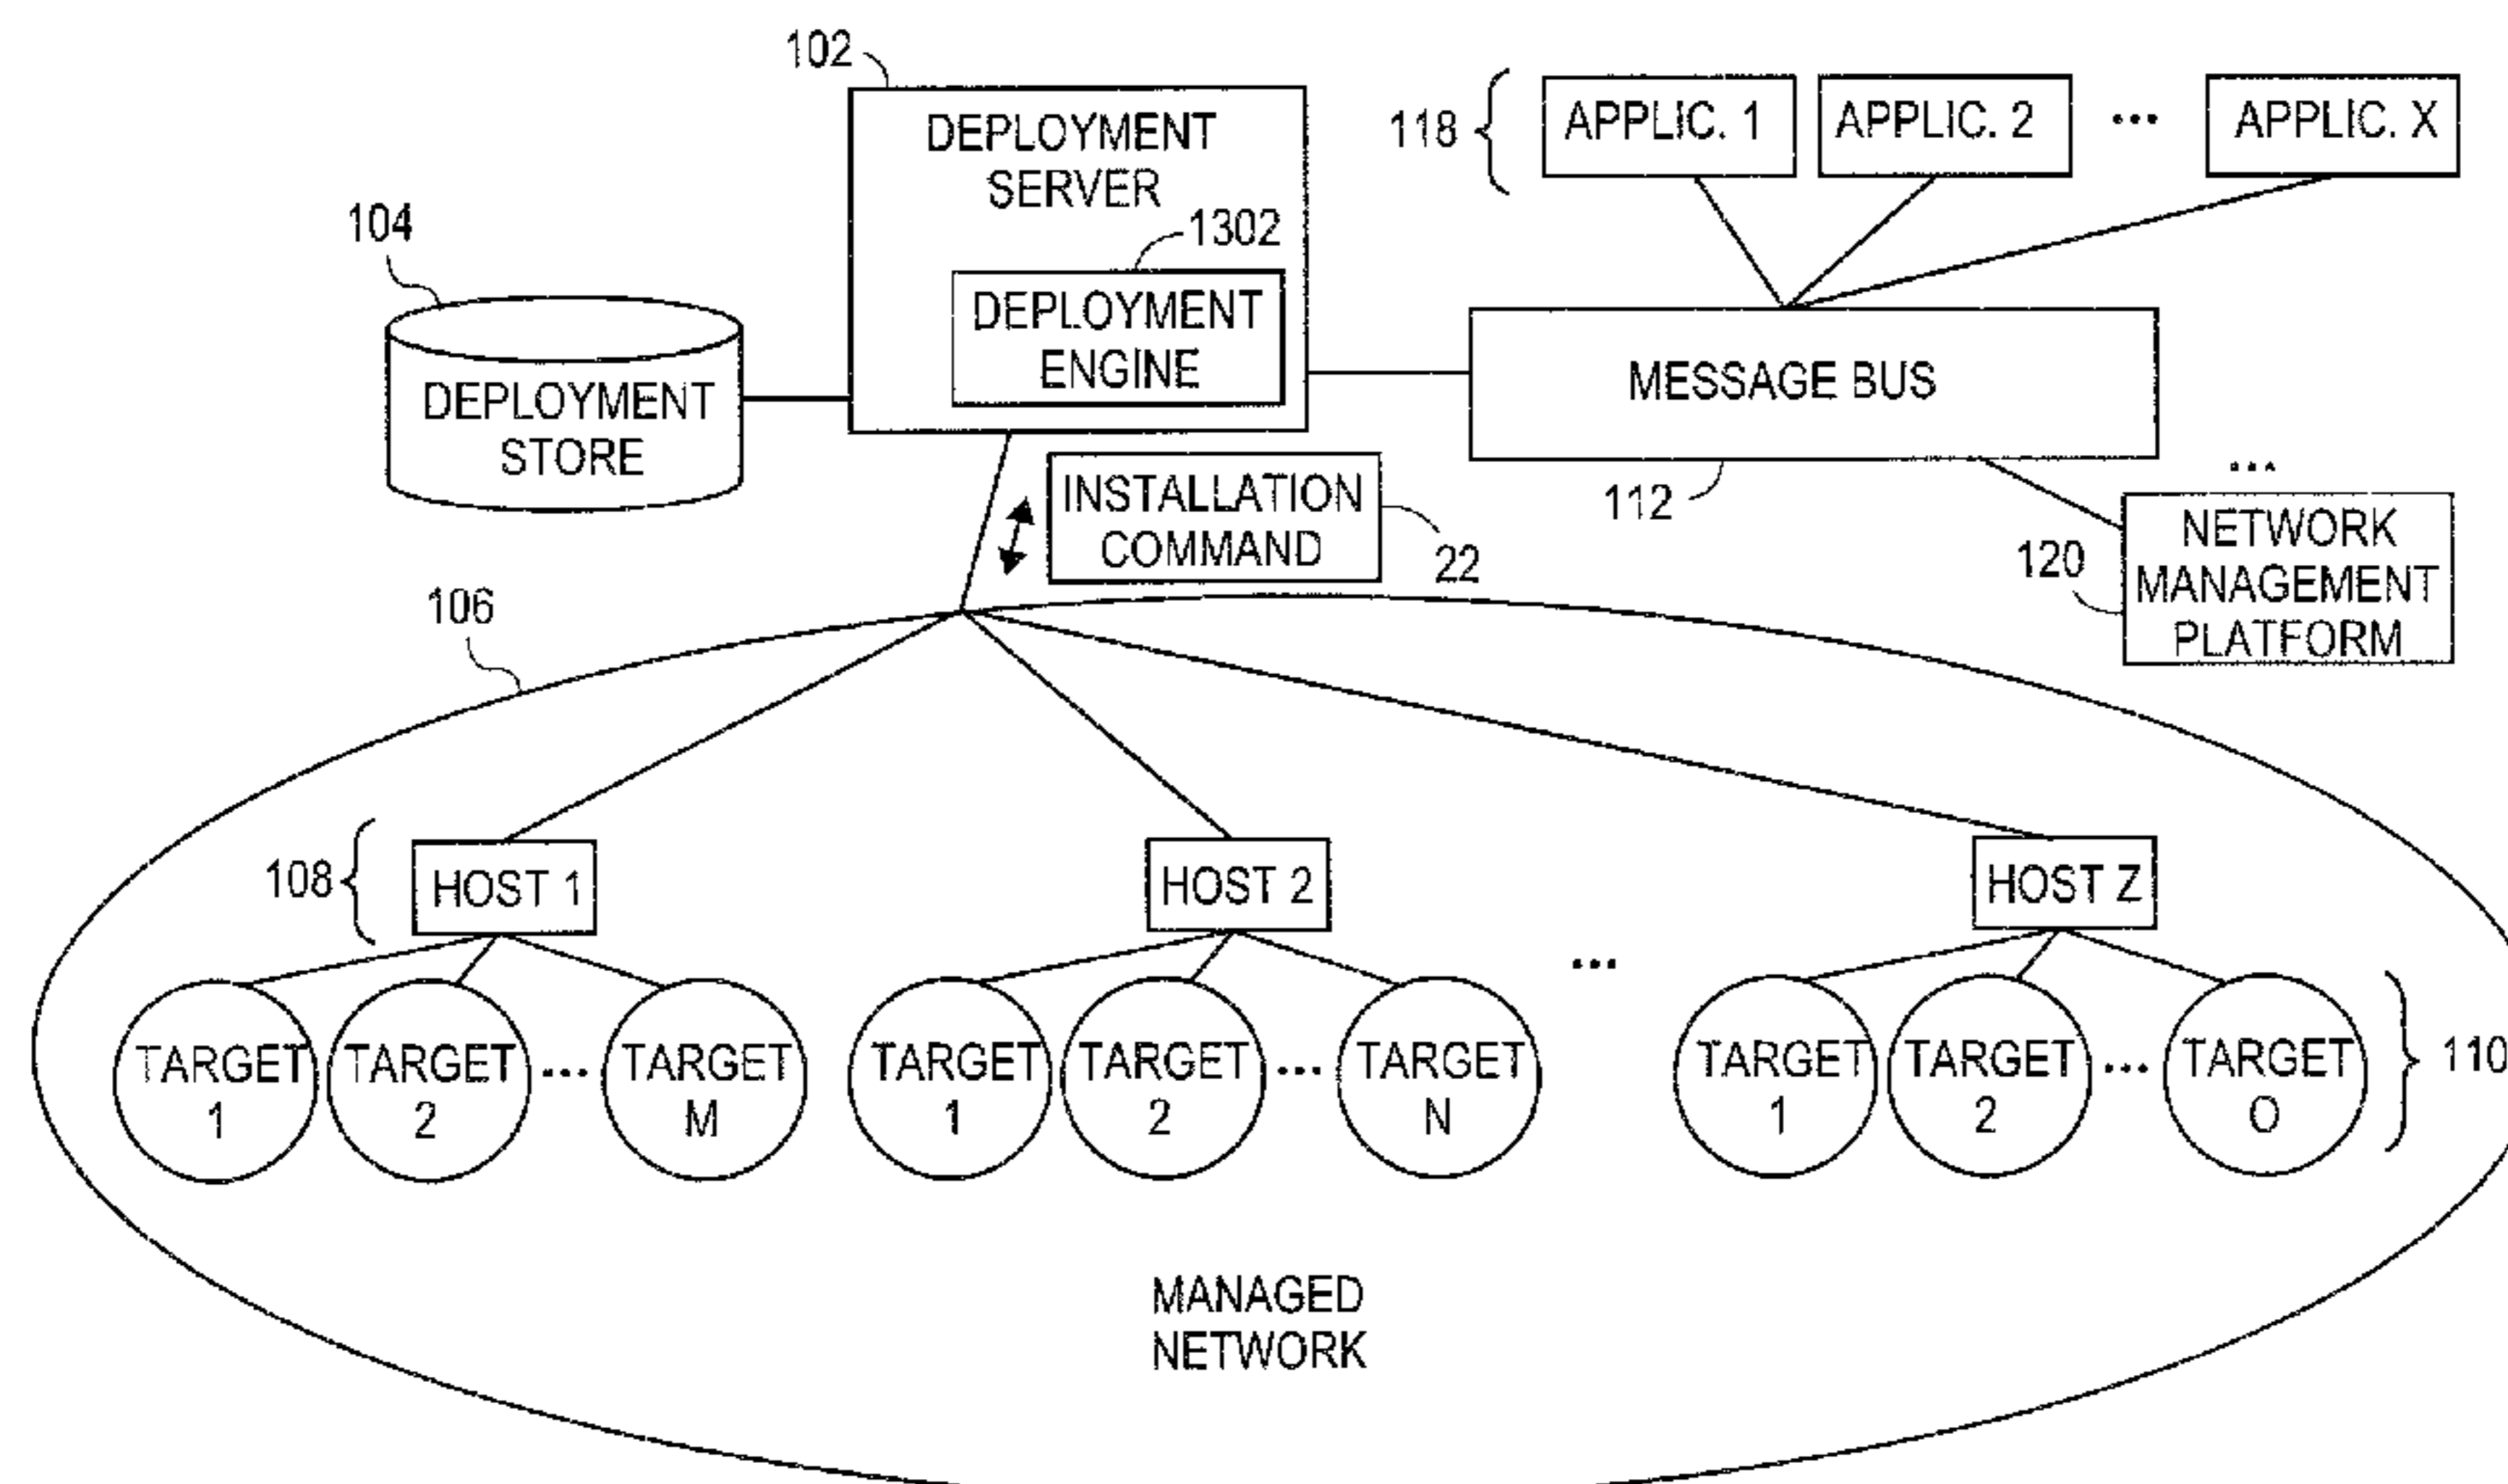 102
DEPLOYMENT
SERVER
1302
DEPLOYMENT
ENGINE
104
DEPLOYMENT
STORE
118
APPLIC. 1
APPLIC. 2
...
APPLIC. X
MESSAGE BUS
112
...
120
NETWORK
MANAGEMENT
PLATFORM
INSTALLATION
COMMAND
22
106
108
HOST 1
HOST 2
HOST Z
...
TARGET
1
TARGET
2
...
TARGET
M
TARGET
1
TARGET
2
...
TARGET
N
TARGET
1
TARGET
2
...
TARGET
O
110
MANAGED
NETWORK